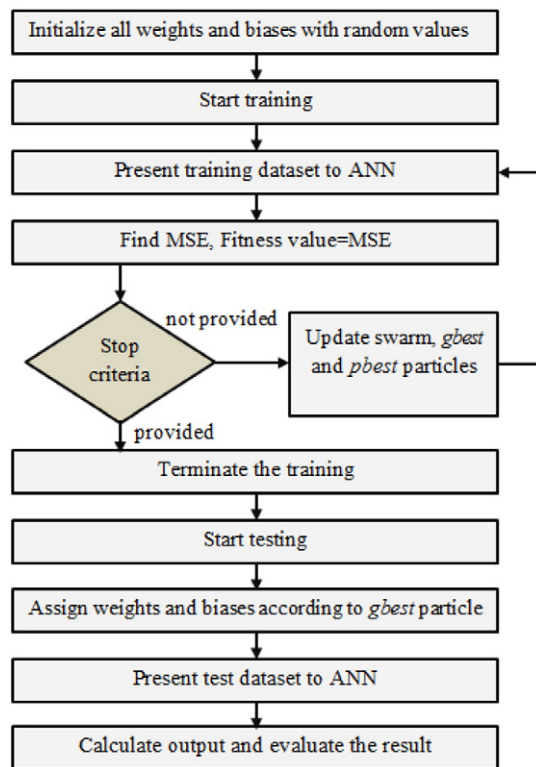 Initialize all weights and biases with random values
Start training
Present training dataset to ANN
Find MSE, Fitness value=MSE
not provided
Stop
criteria
Update swarm, gbest
and pbest particles
provided
Terminate the training
Start testing
Assign weights and biases according to gbest particle
Present test dataset to ANN
Calculate output and evaluate the result